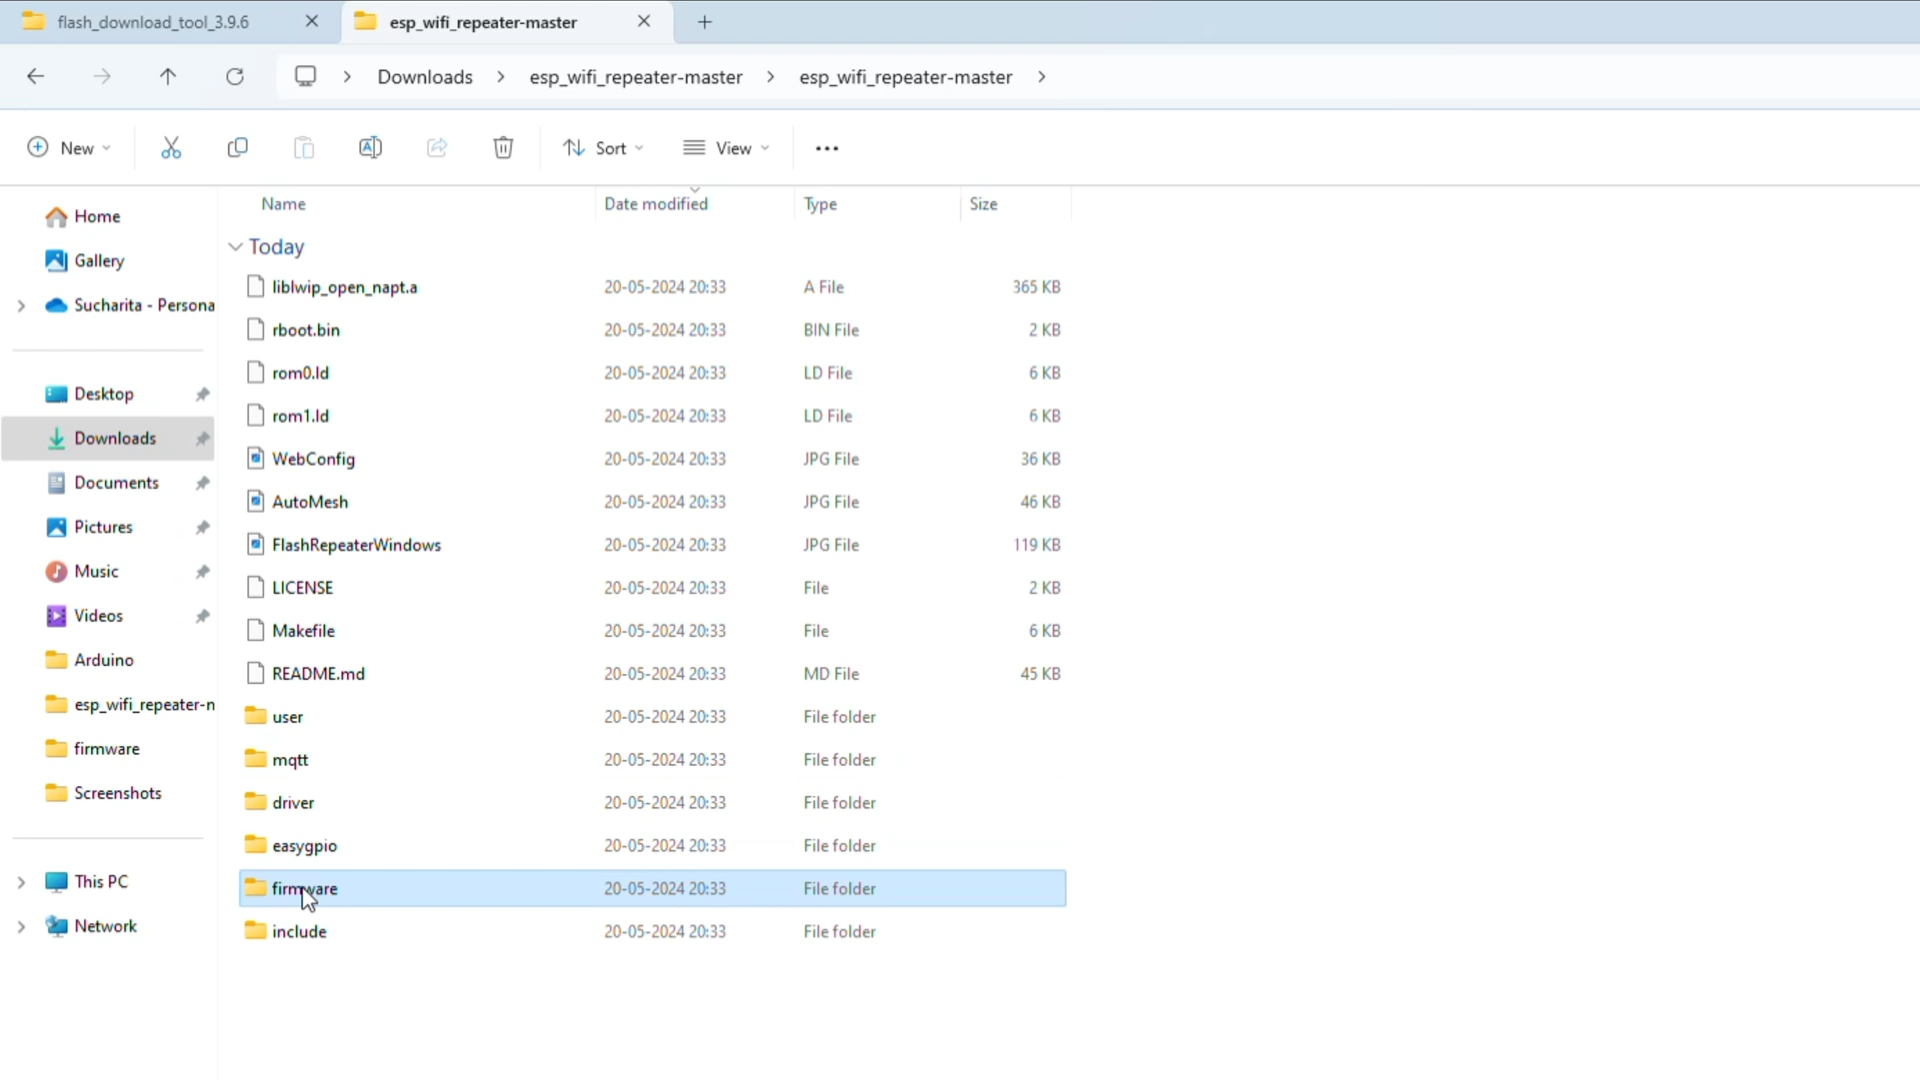 flash_download_tool_3.9.6
esp_wifi_repeater-master
Downloads > esp_wifi_repeater-master > esp_wifi_repeater-master >
New
Sort
View
Name Date modified Type Size
Home
Gallery
Sucharita - Persona
Desktop
Downloads
Documents
Pictures
Music
Videos
Arduino
esp_wifi_repeater-n
firmware
Screenshots
This PC
Network
Today
liblwip_open_napt.a 20-05-2024 20:33 A File 365 KB
rboot.bin 20-05-2024 20:33 BIN File 2 KB
rom0.ld 20-05-2024 20:33 LD File 6 KB
rom1.ld 20-05-2024 20:33 LD File 6 KB
WebConfig 20-05-2024 20:33 JPG File 36 KB
AutoMesh 20-05-2024 20:33 JPG File 46 KB
FlashRepeaterWindows 20-05-2024 20:33 JPG File 119 KB
LICENSE 20-05-2024 20:33 File 2 KB
Makefile 20-05-2024 20:33 File 6 KB
README.md 20-05-2024 20:33 MD File 45 KB
user 20-05-2024 20:33 File folder
mqtt 20-05-2024 20:33 File folder
driver 20-05-2024 20:33 File folder
easygpio 20-05-2024 20:33 File folder
firmware 20-05-2024 20:33 File folder
include 20-05-2024 20:33 File folder